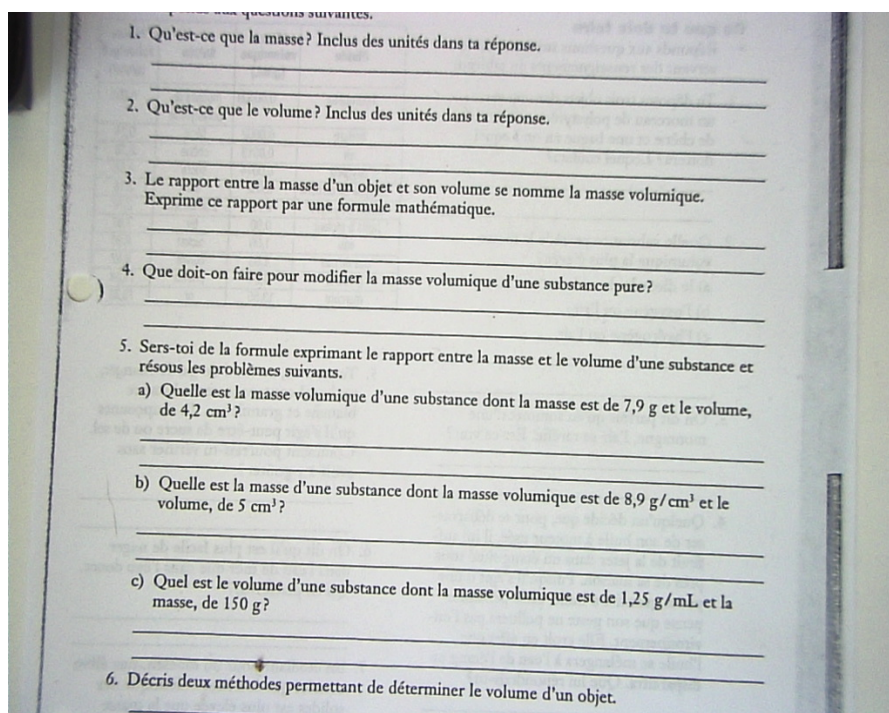 questions suivantes.
1. Qu'est-ce que la masse? Inclus des unités dans ta réponse.
2. Qu'est-ce que le volume? Inclus des unités dans ta réponse.
3. Le rapport entre la masse d'un objet et son volume se nomme la masse volumique.
Exprime ce rapport par une formule mathématique.
4. Que doit-on faire pour modifier la masse volumique d'une substance pure?
5. Sers-toi de la formule exprimant le rapport entre la masse et le volume d'une substance et
résous les problèmes suivants.
a) Quelle est la masse volumique d'une substance dont la masse est de 7,9 g et le volume,
de 4,2 cm³?
b) Quelle est la masse d'une substance dont la masse volumique est de 8,9 g/cm³ et le
volume, de 5 cm³?
c) Quel est le volume d'une substance dont la masse volumique est de 1,25 g/mL et la
masse, de 150 g?
6. Décris deux méthodes permettant de déterminer le volume d'un objet.